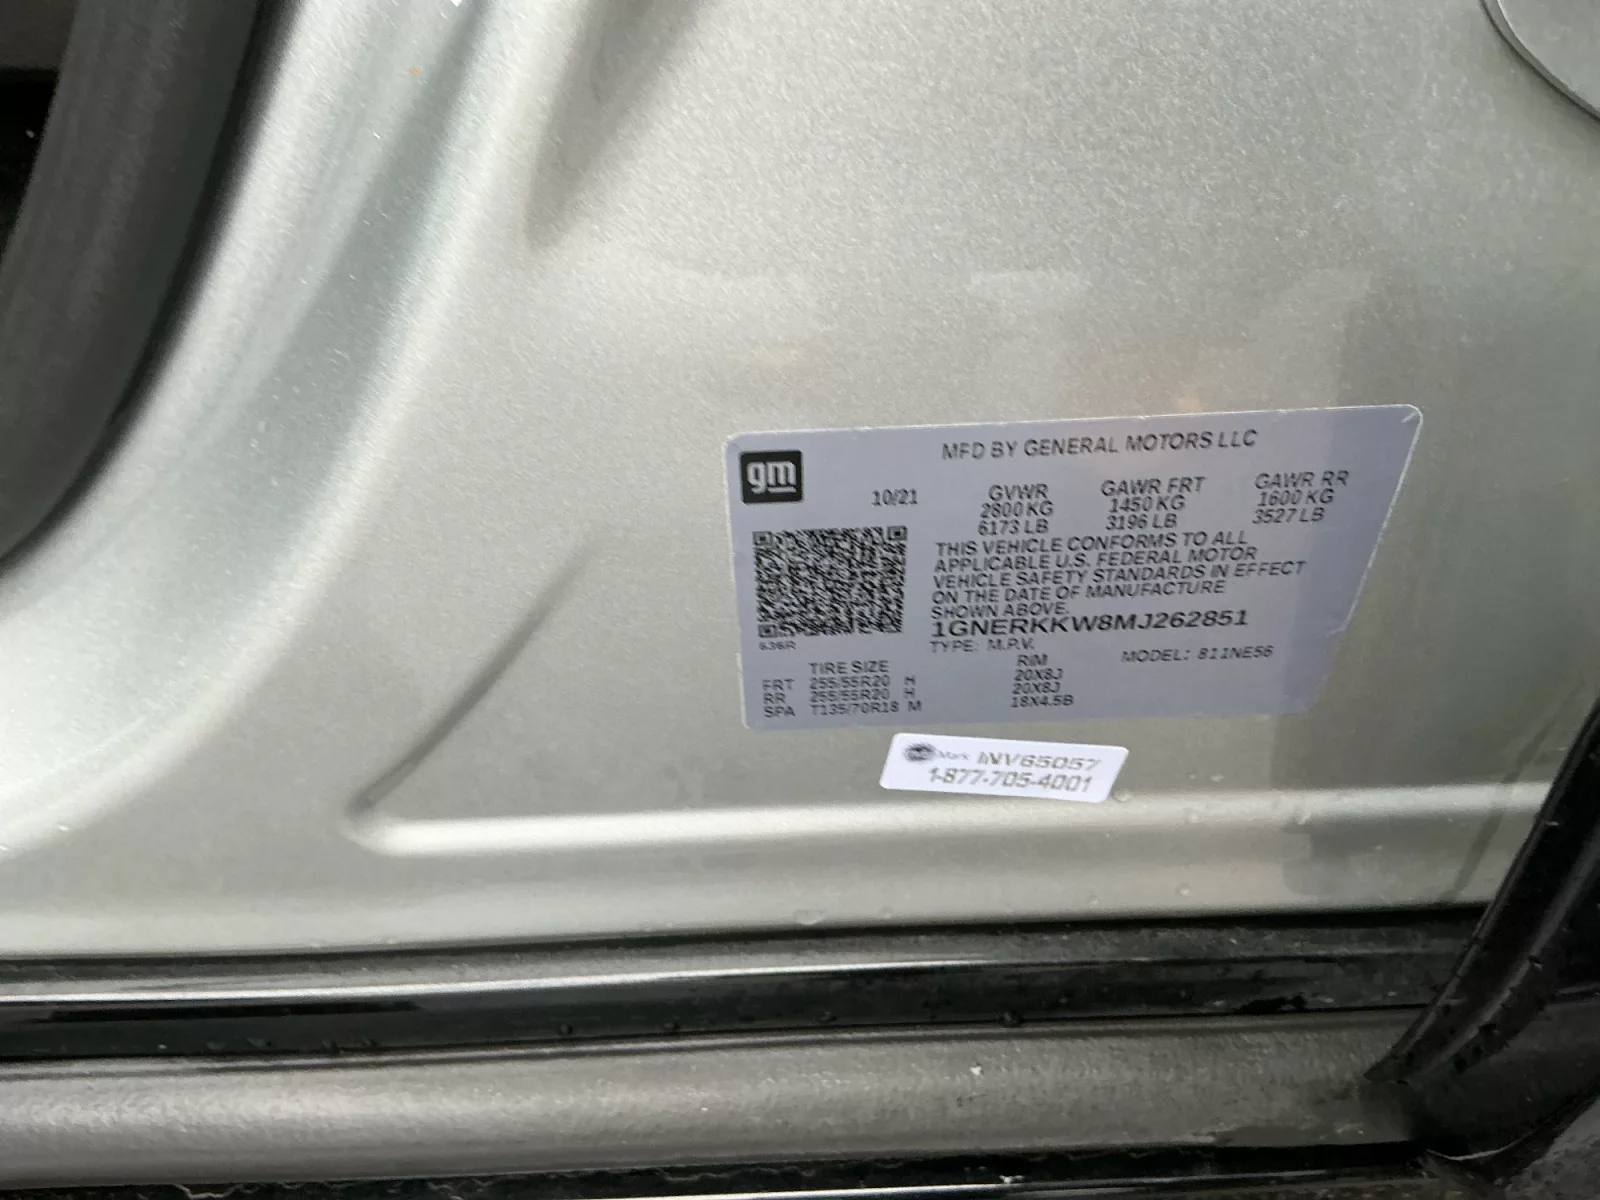 gm
MFD BY GENERAL MOTORS LLC
10/21 GVWR GAWR FRT GAWR RR
2800 KG 1450 KG 1600 KG
6173 LB 3196 LB 3527 LB
THIS VEHICLE CONFORMS TO ALL
APPLICABLE U.S. FEDERAL MOTOR
VEHICLE SAFETY STANDARDS IN EFFECT
ON THE DATE OF MANUFACTURE
SHOWN ABOVE.
1GNERKKW8MJ262851
636R
TYPE: M.P.V. MODEL: 811NE56
TIRE SIZE RIM
FRT 255/55R20 H 20X8J
RR 255/55R20 H 20X8J
SPA T135/70R18 M 18X4.5B
Mark INV65057
1-877-705-4001